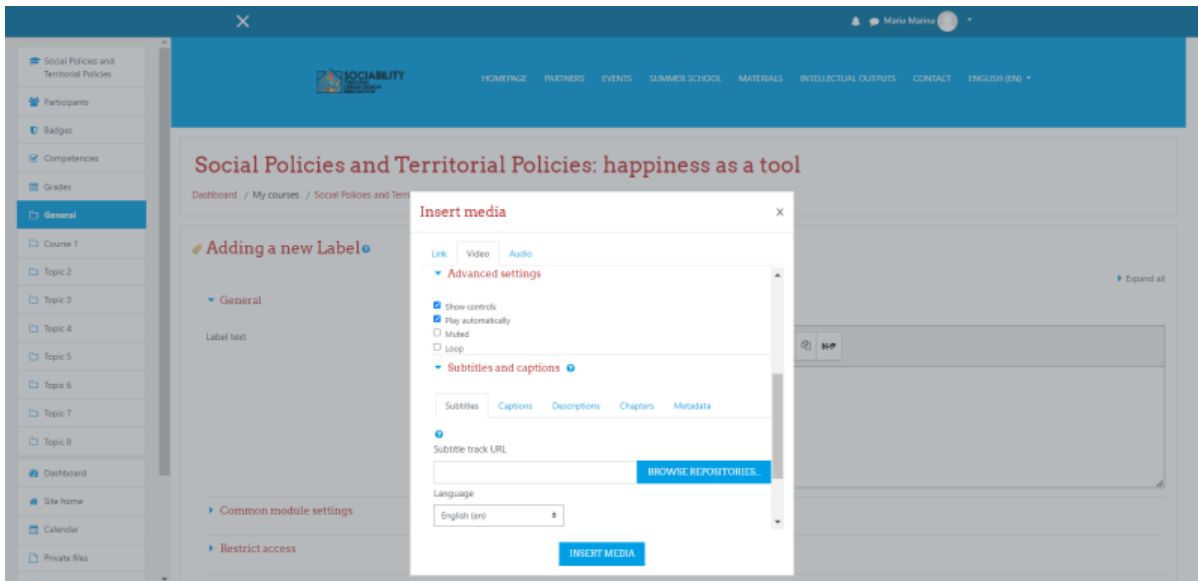 Maria Marina
Social Policies and
Territorial Policies
Participants
Badges
Competencies
Grades
General
Course 1
Topic 2
Topic 3
Topic 4
Topic 5
Topic 6
Topic 7
Topic 8
Dashboard
Site home
Calendar
Private files
SOCIABILITY
HOMEPAGE PARTNERS EVENTS SUMMER SCHOOL MATERIALS INTELLECTUAL OUTPUTS CONTACT ENGLISH (EN)
Social Policies and Territorial Policies: happiness as a tool
Dashboard / My courses / Social Policies and Terri
Adding a new Label
Expand all
General
Label text
Common module settings
Restrict access
Insert media
Link Video Audio
Advanced settings
Show controls
Play automatically
Muted
Loop
Subtitles and captions
Subtitles Captions Descriptions Chapters Metadata
Subtitle track URL
BROWSE REPOSITORIES...
Language
English (en)
INSERT MEDIA